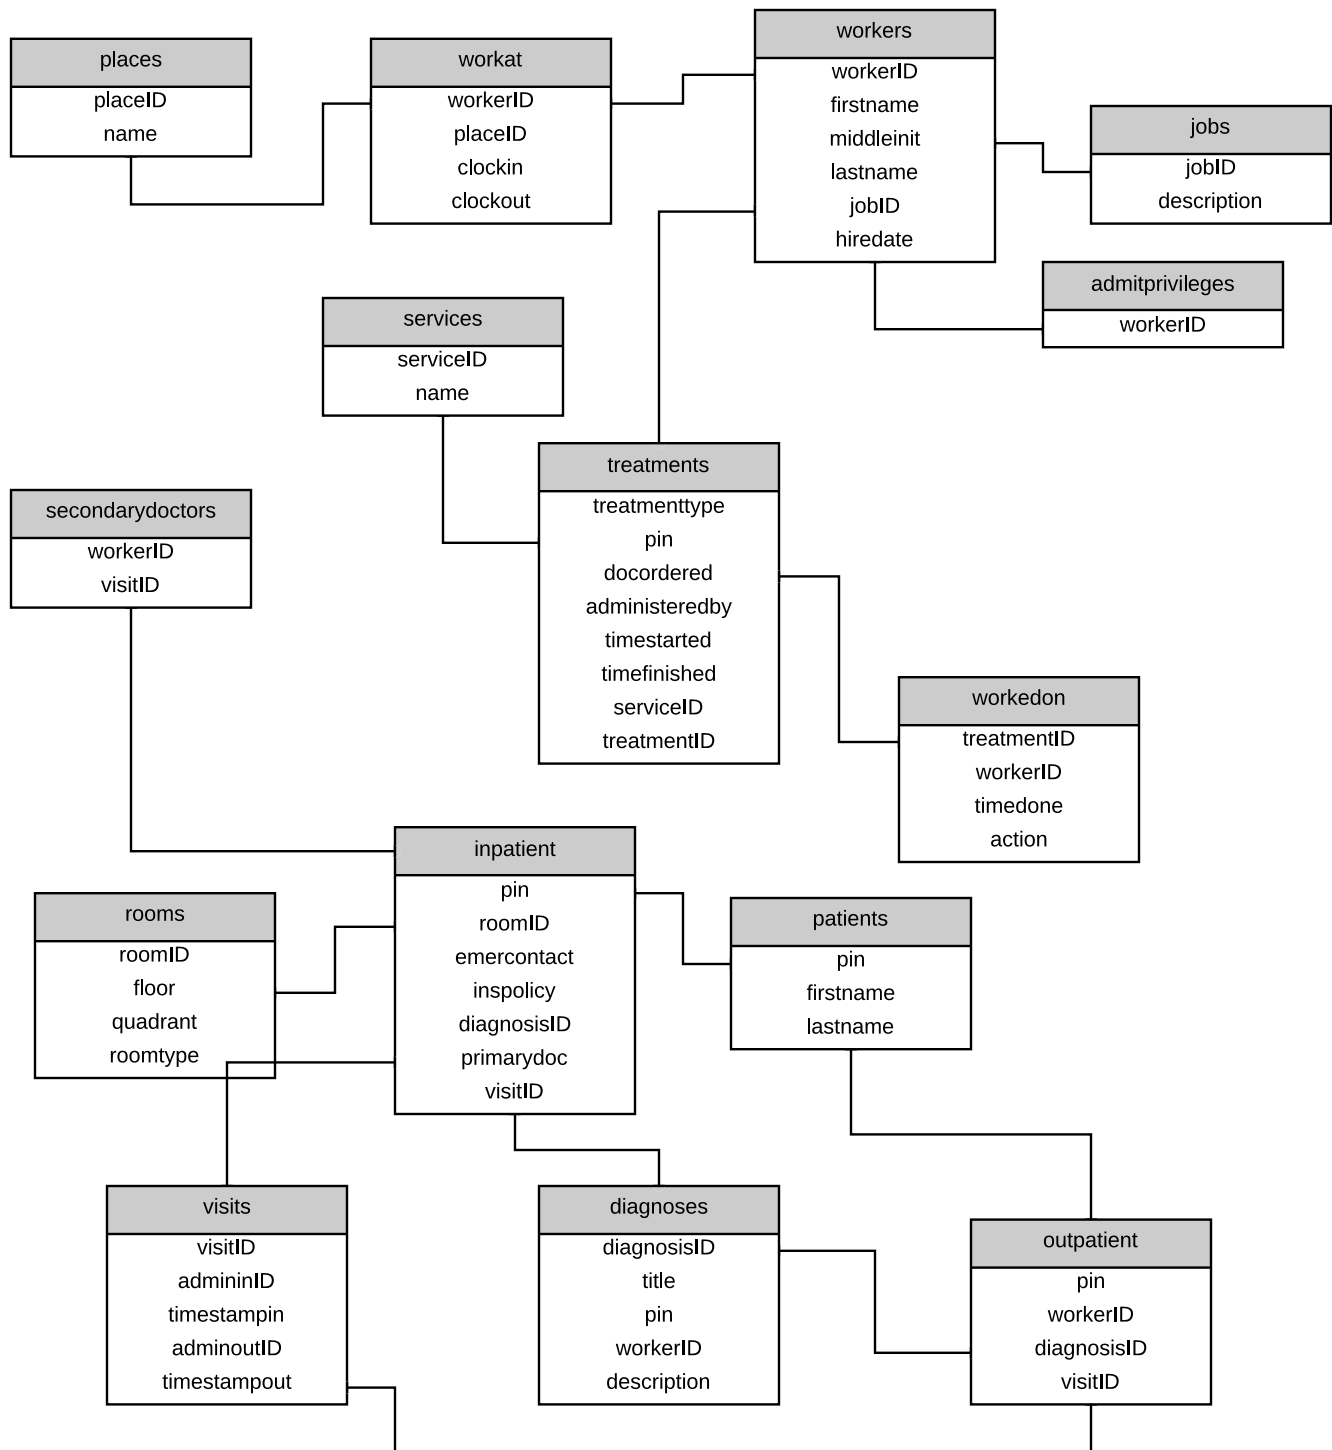 places
placeID
name
workat
workerID
placeID
clockin
clockout
workers
workerID
firstname
middleinit
lastname
jobID
hiredate
jobs
jobID
description
admitprivileges
workerID
services
serviceID
name
treatments
treatmenttype
pin
docordered
administeredby
timestarted
timefinished
serviceID
treatmentID
secondarydoctors
workerID
visitID
workedon
treatmentID
workerID
timedone
action
inpatient
pin
roomID
emercontact
inspolicy
diagnosisID
primarydoc
visitID
rooms
roomID
floor
quadrant
roomtype
patients
pin
firstname
lastname
visits
visitID
admininID
timestampin
adminoutID
timestampout
diagnoses
diagnosisID
title
pin
workerID
description
outpatient
pin
workerID
diagnosisID
visitID